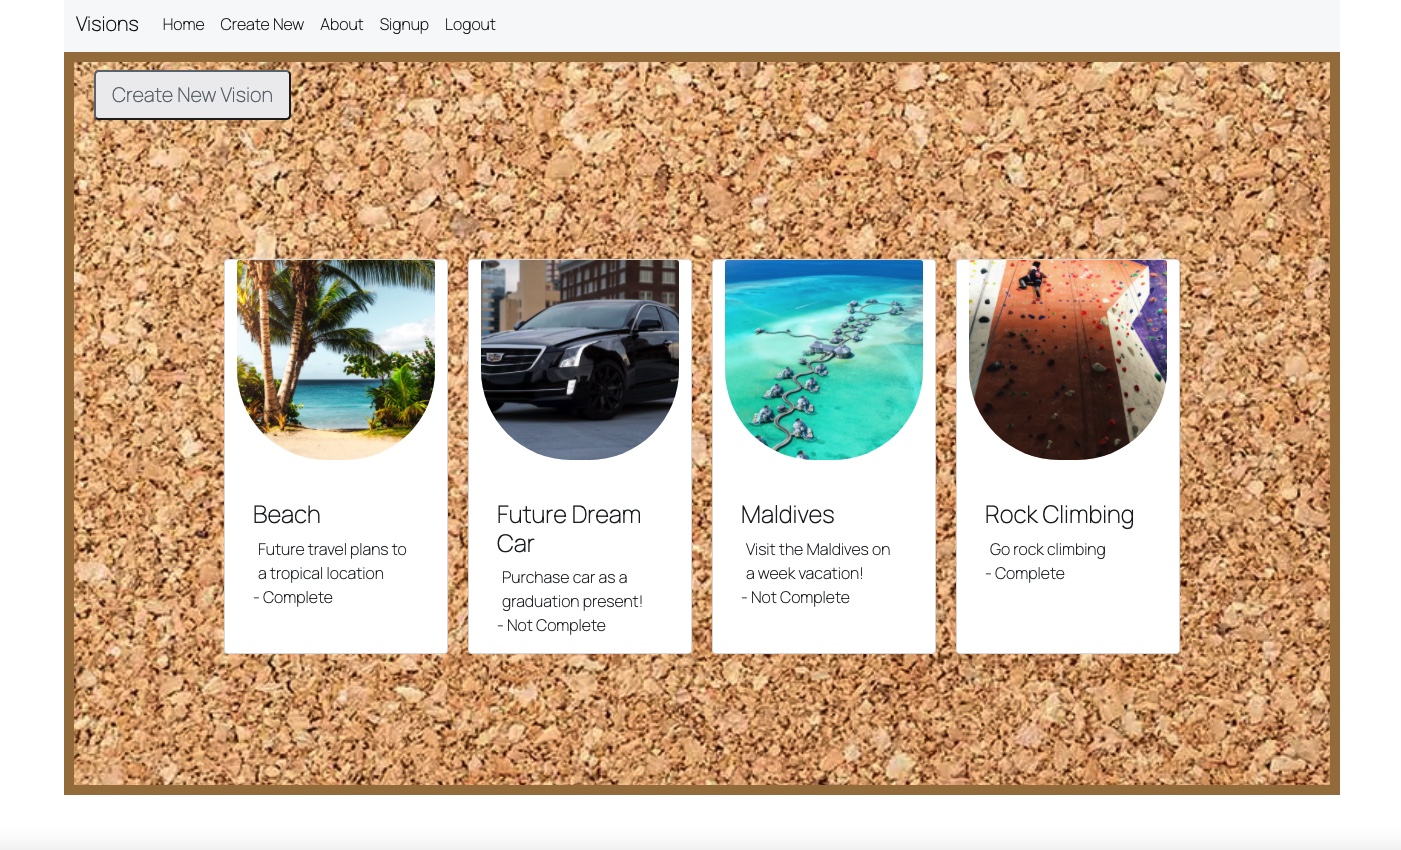 Visions Home Create New About Signup Logout
Create New Vision
Beach
Future travel plans to
a tropical location
- Complete
Future Dream
Car
Purchase car as a
graduation present!
- Not Complete
Maldives
Visit the Maldives on
a week vacation!
- Not Complete
Rock Climbing
Go rock climbing
- Complete